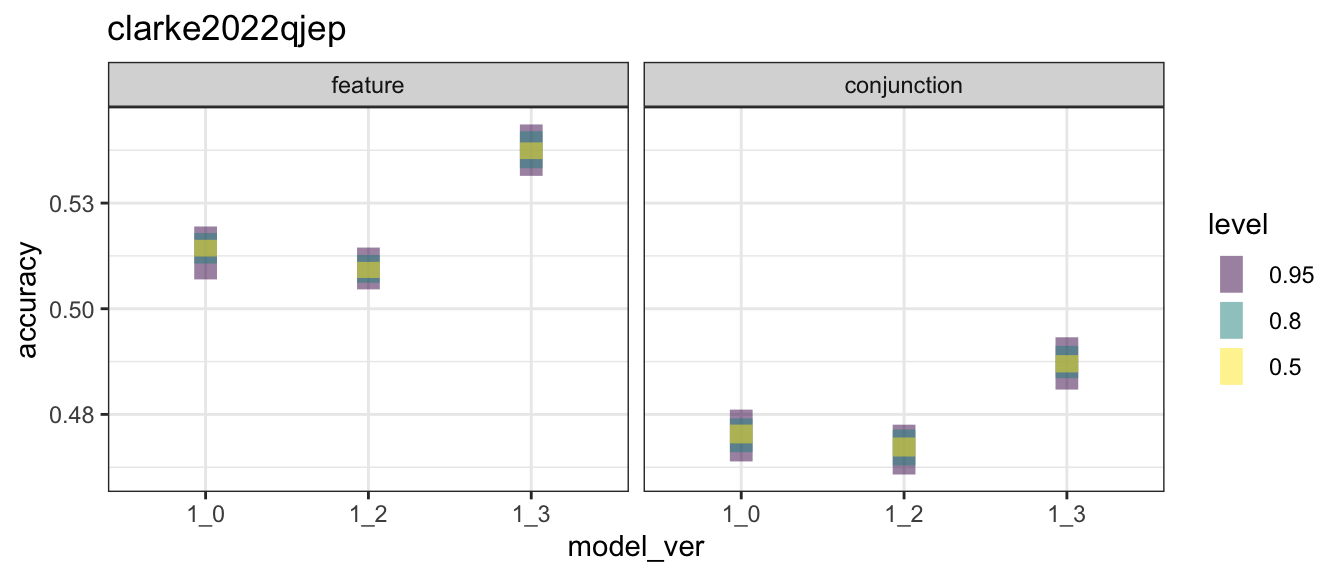 clarke2022qjep
feature
conjunction
accuracy
0.53
0.50
0.48
1_0
1_2
1_3
1_0
1_2
1_3
model_ver
level
0.95
0.8
0.5